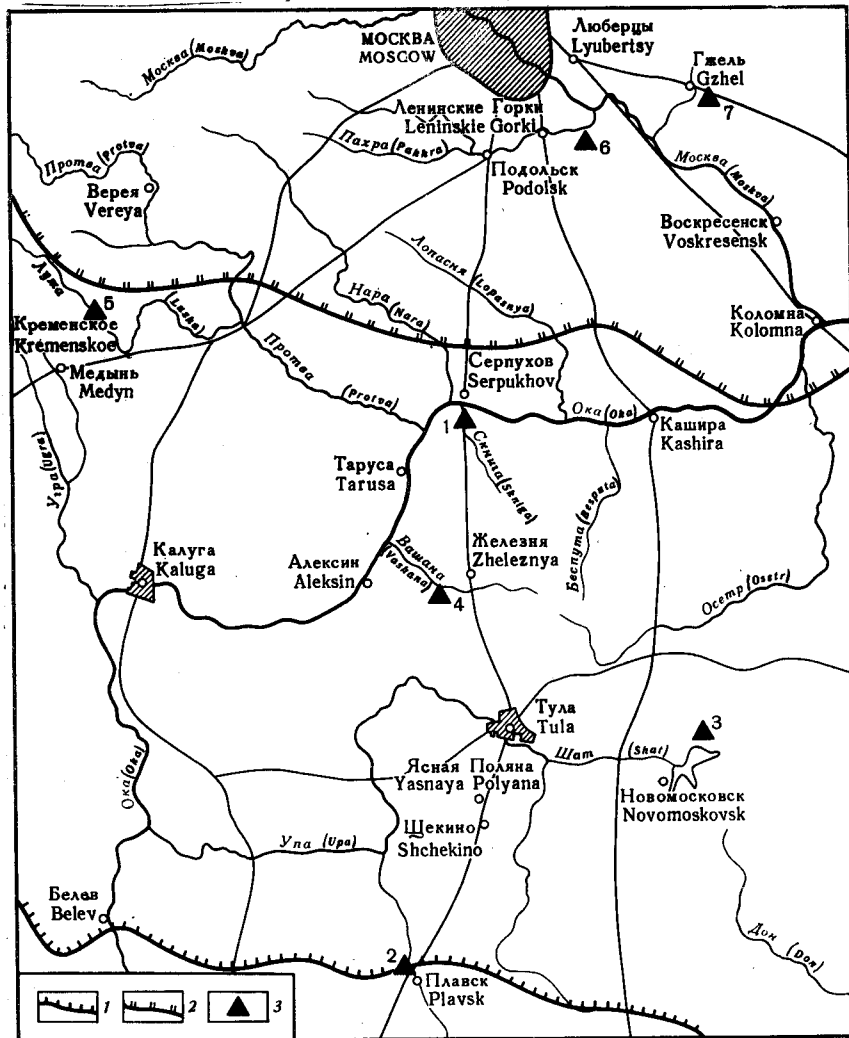 МОСКВА
MOSCOW
Москва (Moskva)
Люберцы
Lyubertsy
Гжель
Gzhel
7
Ленинские Горки
Leninskie Gorki
6
Пахра (Pakhra)
Подольск
Podolsk
Москва (Moskva)
Протва (Protva)
Верея
Vereya
Воскресенск
Voskresensk
Лопасня (Lopasnya)
Лужа
(Luzha)
5
Нара (Nara)
Кременское
Kremenskoe
Коломна
Kolomna
Медынь
Medyn
Серпухов
Serpukhov
Протва
(Protva)
1
Ока (Oka)
Кашира
Kashira
Таруса
Tarusa
Скнига (Skniga)
Беспута (Besputa)
Угра (Ugra)
Калуга
Kaluga
Алексин
Aleksin
Вашана
(Vashana)
4
Железня
Zheleznya
Осетр (Osetr)
Тула
Tula
3
Шат (Shat)
Ясная Поляна
Yasnaya Polyana
Новомосковск
Novomoskovsk
Ока (Oka)
Щекино
Shchekino
Упа (Upa)
Белев
Belev
Дон (Don)
2
Плавск
Plavsk
1
2
3